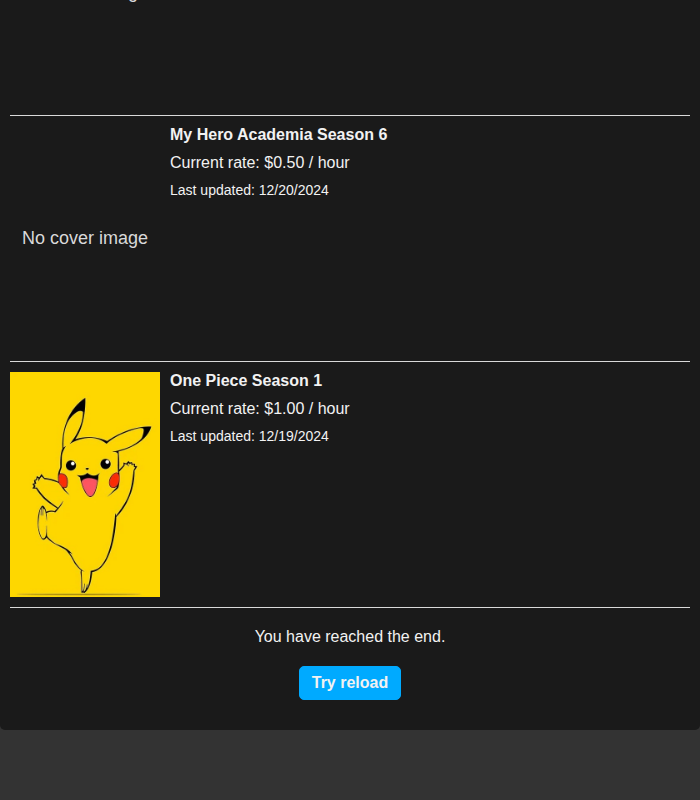 My Hero Academia Season 6
Current rate: $0.50 / hour
Last updated: 12/20/2024
No cover image
One Piece Season 1
Current rate: $1.00 / hour
Last updated: 12/19/2024
You have reached the end.
Try reload